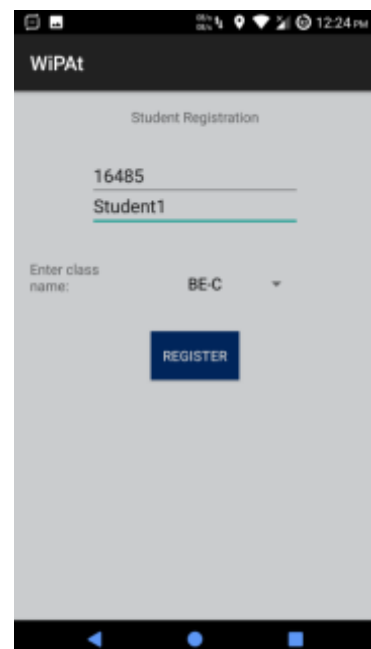 12:24 PM
WiPAt
Student Registration
16485
Student1
Enter class
name:
BE-C
REGISTER